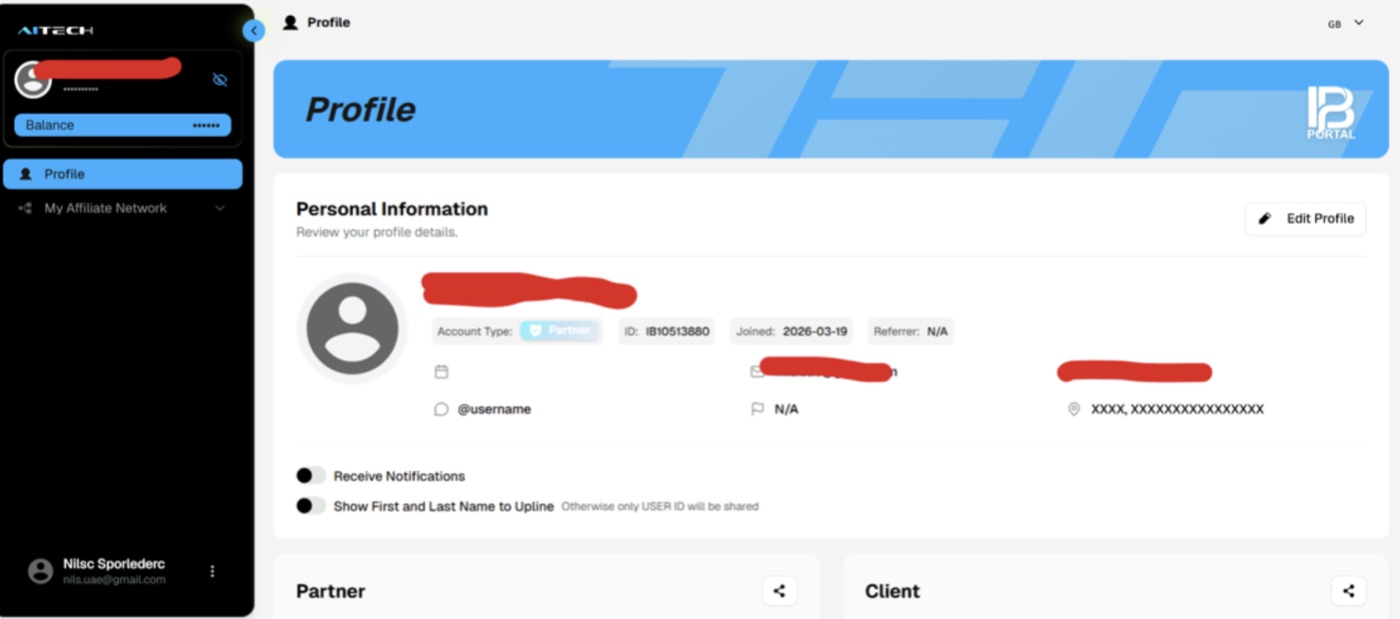 AITECH
Balance
Profile
My Affiliate Network
Nilsc Sporlederc
nils.uae@gmail.com
Profile
GB
Profile
IB
PORTAL
Personal Information
Review your profile details.
Edit Profile
Account Type: Partner ID: IB10513880 Joined: 2026-03-19 Referrer: N/A
@username N/A XXXX, XXXXXXXXXXXXXXXX
Receive Notifications
Show First and Last Name to Upline Otherwise only USER ID will be shared
Partner Client